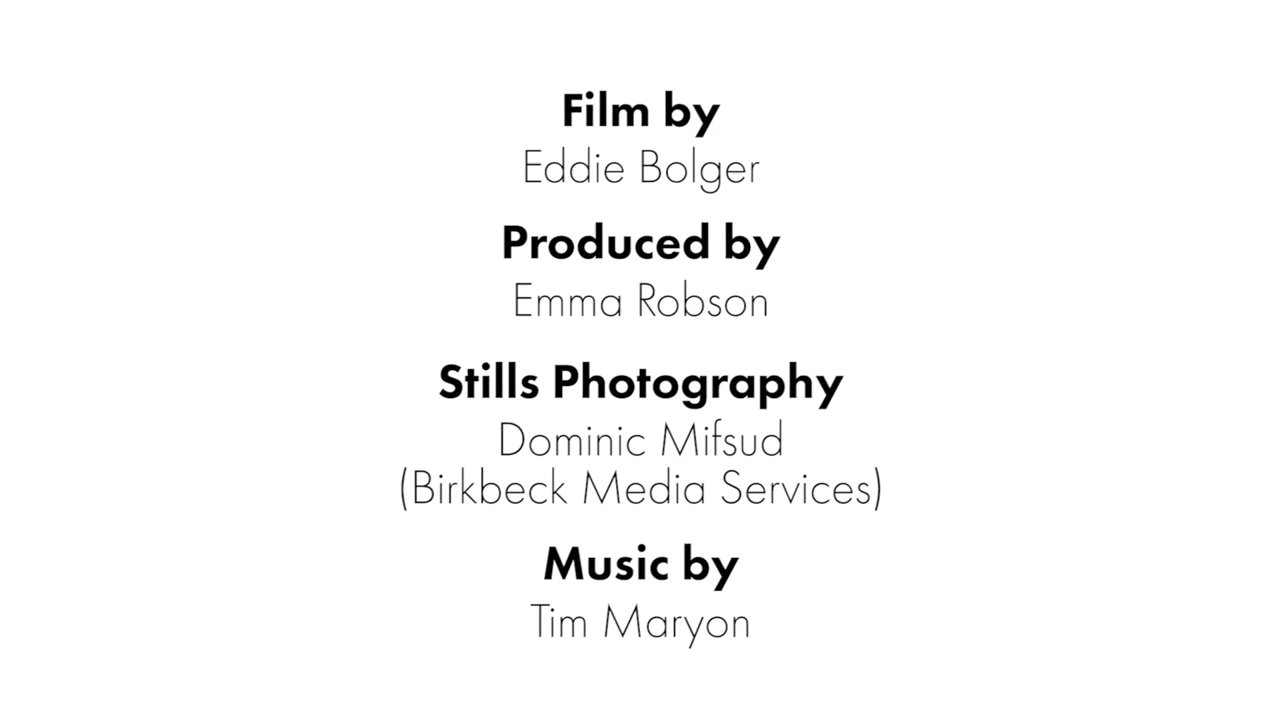 Film by
Eddie Bolger
Produced by
Emma Robson
Stills Photography
Dominic Mifsud
(Birkbeck Media Services)
Music by
Tim Maryon